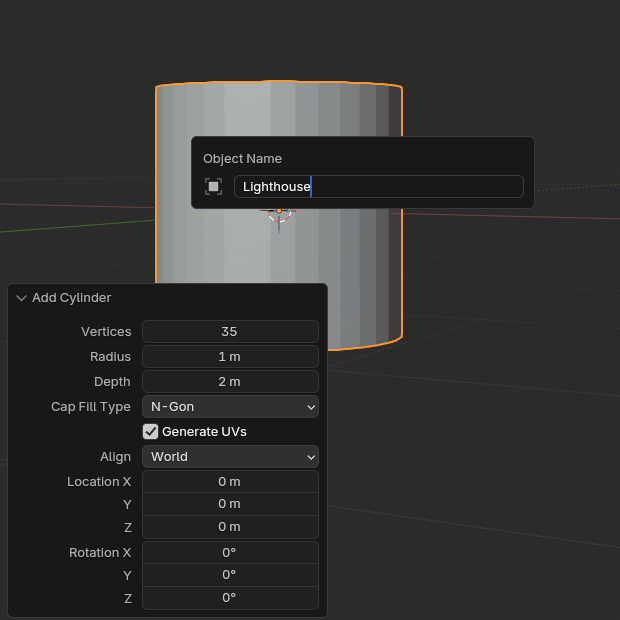 Object Name
Lighthouse
Add Cylinder
Vertices 35
Radius 1 m
Depth 2 m
Cap Fill Type N-Gon
Generate UVs
Align World
Location X 0 m
Y 0 m
Z 0 m
Rotation X 0°
Y 0°
Z 0°